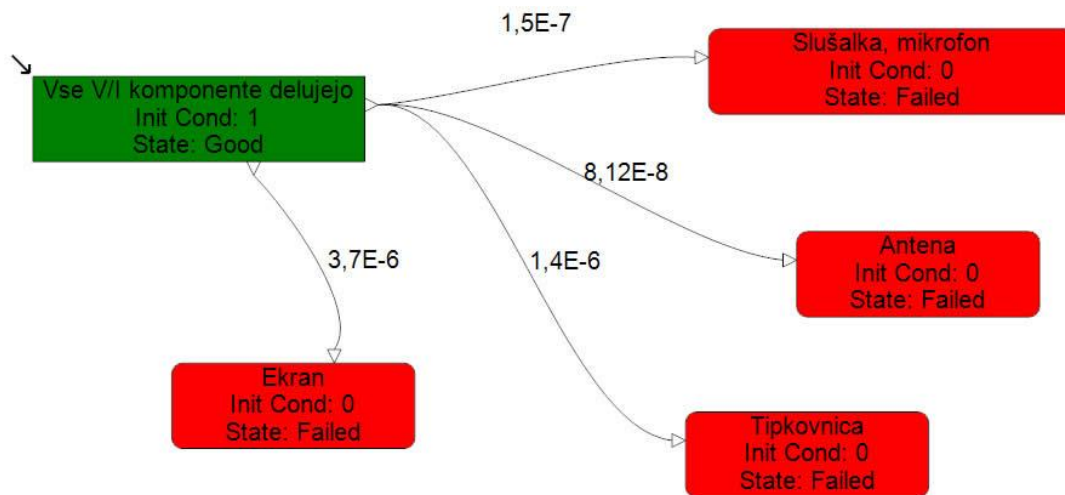 1,5E-7
Slušalka, mikrofon
Init Cond: 0
State: Failed
Vse V/I komponente delujejo
Init Cond: 1
State: Good
8,12E-8
3,7E-6
1,4E-6
Antena
Init Cond: 0
State: Failed
Ekran
Init Cond: 0
State: Failed
Tipkovnica
Init Cond: 0
State: Failed